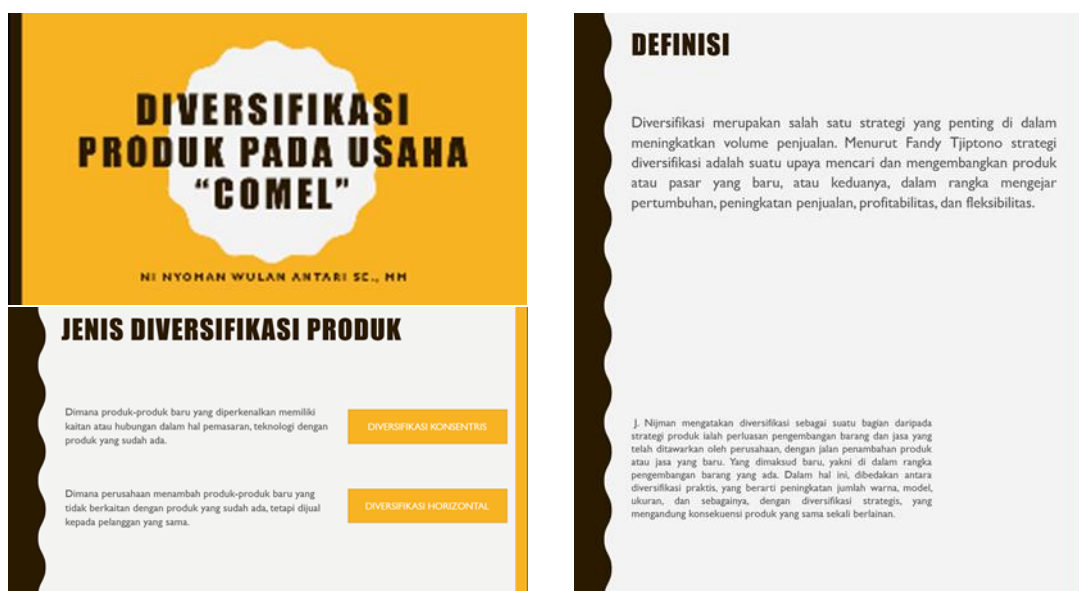 DIVERSIFIKASI
PRODUK PADA USAHA
“COMEL”
NI NYOMAN WULAN ANTARI SE., MM
JENIS DIVERSIFIKASI PRODUK
Dimana produk-produk baru yang diperkenalkan memiliki
kaitan atau hubungan dalam hal pemasaran, teknologi dengan
produk yang sudah ada.
DIVERSIFIKASI KONSENTRIS
Dimana perusahaan menambah produk-produk baru yang
tidak berkaitan dengan produk yang sudah ada, tetapi dijual
kepada pelanggan yang sama.
DIVERSIFIKASI HORIZONTAL
DEFINISI
Diversifikasi merupakan salah satu strategi yang penting di dalam
meningkatkan volume penjualan. Menurut Fandy Tjiptono strategi
diversifikasi adalah suatu upaya mencari dan mengembangkan produk
atau pasar yang baru, atau keduanya, dalam rangka mengejar
pertumbuhan, peningkatan penjualan, profitabilitas, dan fleksibilitas.
J. Nijman mengatakan diversifikasi sebagai suatu bagian daripada
strategi produk ialah perluasan pengembangan barang dan jasa yang
telah ditawarkan oleh perusahaan, dengan jalan penambahan produk
atau jasa yang baru. Yang dimaksud baru, yakni di dalam rangka
pengembangan barang yang ada. Dalam hal ini, dibedakan antara
diversifikasi praktis, yang berarti peningkatan jumlah warna, model,
ukuran, dan sebagainya, dengan diversifikasi strategis, yang
mengandung konsekuensi produk yang sama sekali berlainan.